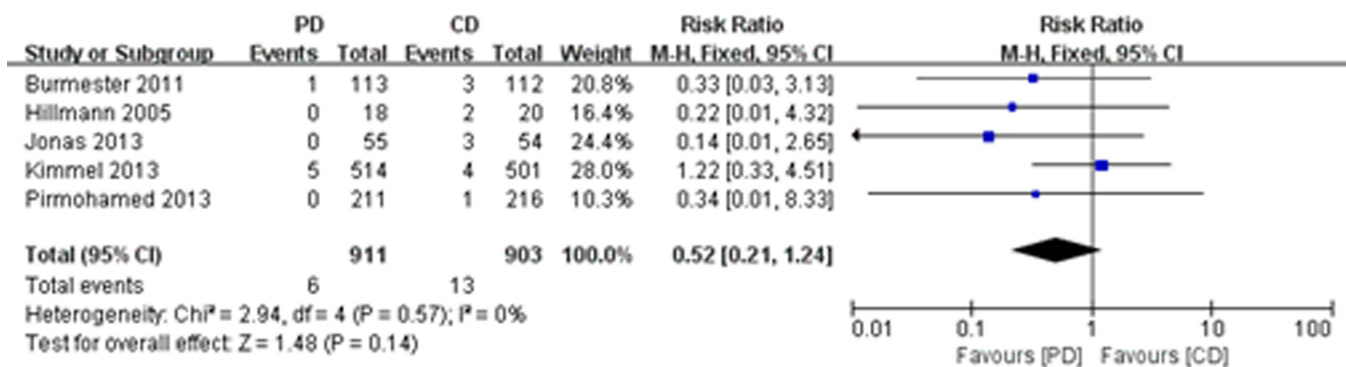 PD CD Risk Ratio Risk Ratio
Study or Subgroup Events Total Events Total Weight M-H, Fixed, 95% CI M-H, Fixed, 95% CI
Burmester 2011 1 113 3 112 20.8% 0.33 [0.03, 3.13]
Hillmann 2005 0 18 2 20 16.4% 0.22 [0.01, 4.32]
Jonas 2013 0 55 3 54 24.4% 0.14 [0.01, 2.65]
Kimmel 2013 5 514 4 501 28.0% 1.22 [0.33, 4.51]
Pirmohamed 2013 0 211 1 216 10.3% 0.34 [0.01, 8.33]
Total (95% CI) 911 903 100.0% 0.52 [0.21, 1.24]
Total events 6 13
Heterogeneity: Chi² = 2.94, df = 4 (P = 0.57); I² = 0%
Test for overall effect: Z = 1.48 (P = 0.14)
0.01 0.1 1 10 100
Favours [PD] Favours [CD]